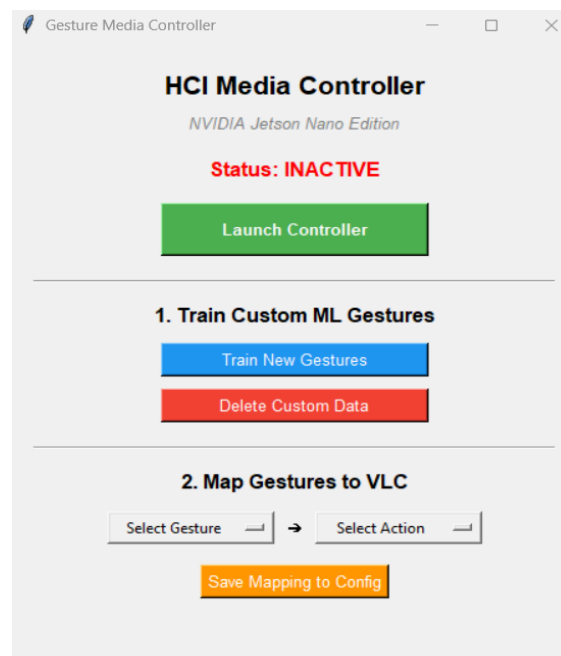 Gesture Media Controller
HCI Media Controller
NVIDIA Jetson Nano Edition
Status: INACTIVE
Launch Controller
1. Train Custom ML Gestures
Train New Gestures
Delete Custom Data
2. Map Gestures to VLC
Select Gesture ➔ Select Action
Save Mapping to Config